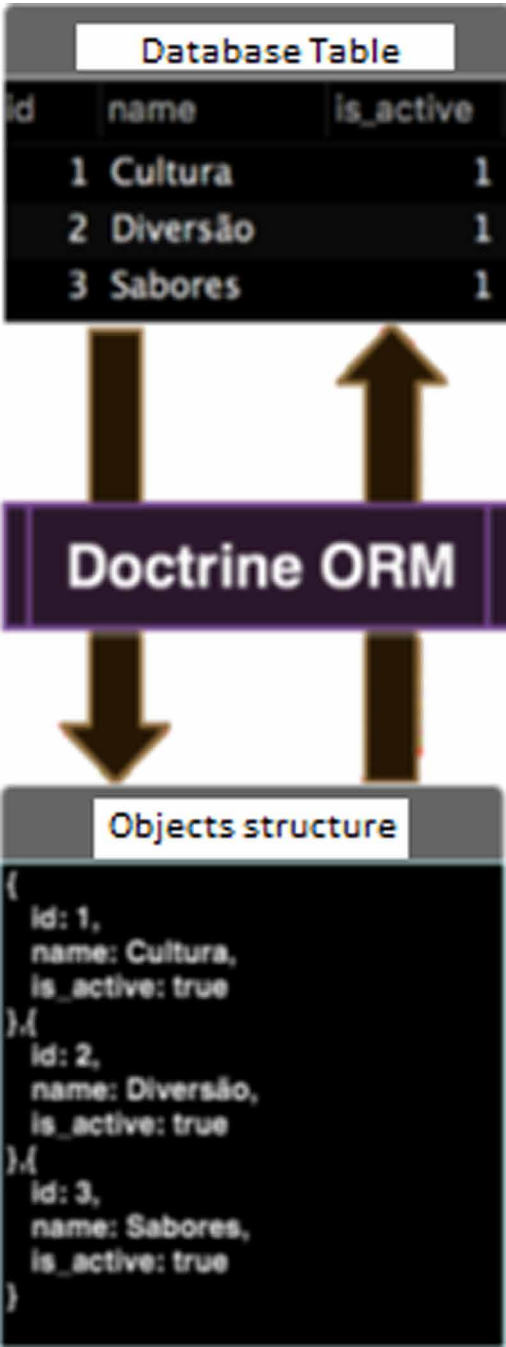 Database Table
id name is_active
1 Cultura 1
2 Diversão 1
3 Sabores 1
Doctrine ORM
Objects structure
{
id: 1,
name: Cultura,
is_active: true
},{
id: 2,
name: Diversão,
is_active: true
},{
id: 3,
name: Sabores,
is_active: true
}